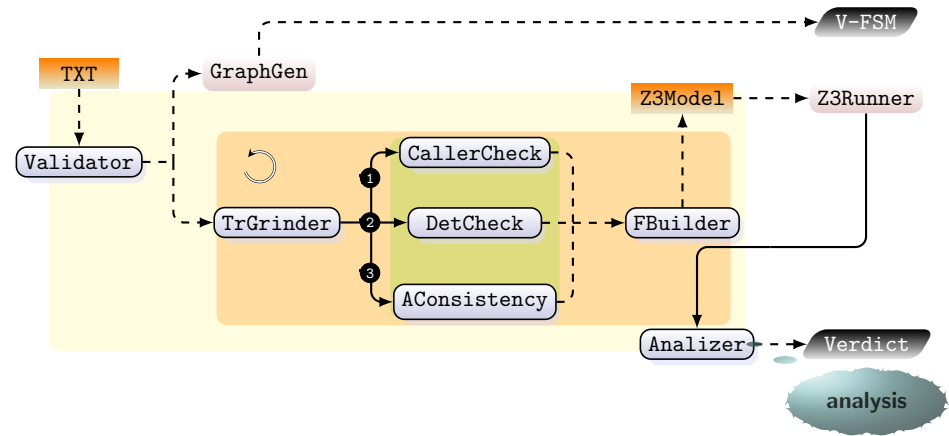 V-FSM
TXT
GraphGen
Z3Model
Z3Runner
Validator
CallerCheck
1
TrGrinder
2
DetCheck
FBuilder
3
AConsistency
Analizer
Verdict
analysis